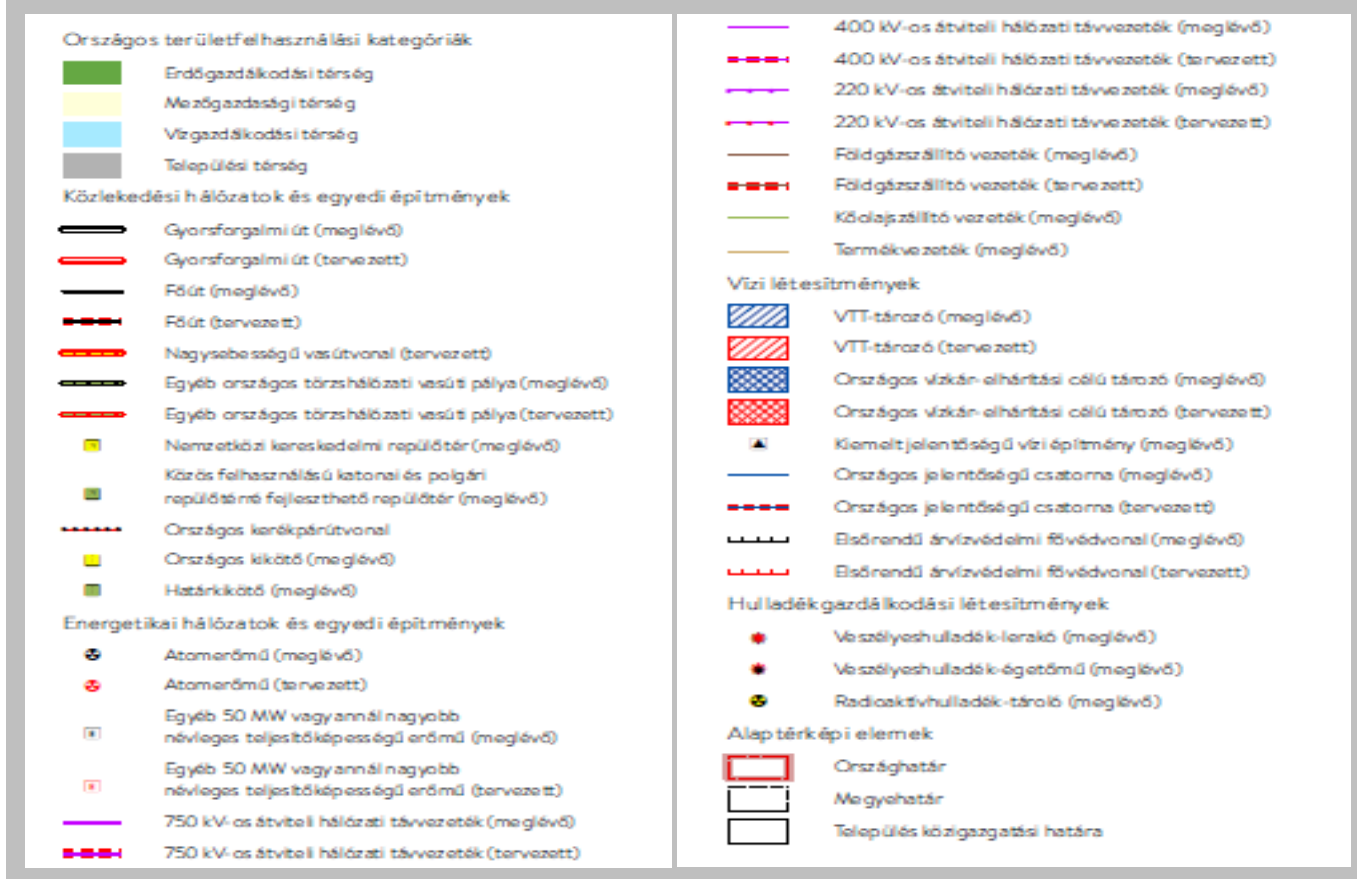 Országos területfelhasználási kategóriák
Erdőgazdálkodási térség
Mezőgazdasági térség
Vízgazdálkodási térség
Települési térség
Közlekedési hálózatok és egyedi építmények
Gyorsforgalmi út (meglévő)
Gyorsforgalmi út (tervezett)
Főút (meglévő)
Főút (tervezett)
Nagysebességű vasútvonal (tervezett)
Egyéb országos törzshálózati vasúti pálya (meglévő)
Egyéb országos törzshálózati vasúti pálya (tervezett)
Nemzetközi kereskedelmi repülőtér (meglévő)
Közös felhasználású katonai és polgári
repülőtérré fejleszthető repülőtér (meglévő)
Országos kerékpárútvonal
Országos kikötő (meglévő)
Határkikötő (meglévő)
Energetikai hálózatok és egyedi építmények
Atomerőmű (meglévő)
Atomerőmű (tervezett)
Egyéb 50 MW vagy annál nagyobb
névleges teljesítőképességű erőmű (meglévő)
Egyéb 50 MW vagy annál nagyobb
névleges teljesítőképességű erőmű (tervezett)
750 kV-os átviteli hálózati távvezeték (meglévő)
750 kV-os átviteli hálózati távvezeték (tervezett)
400 kV-os átviteli hálózati távvezeték (meglévő)
400 kV-os átviteli hálózati távvezeték (tervezett)
220 kV-os átviteli hálózati távvezeték (meglévő)
220 kV-os átviteli hálózati távvezeték (tervezett)
Földgázszállító vezeték (meglévő)
Földgázszállító vezeték (tervezett)
Kőolajszállító vezeték (meglévő)
Termékvezeték (meglévő)
Vízi létesítmények
VTT-tározó (meglévő)
VTT-tározó (tervezett)
Országos vízkár-elhárítási célú tározó (meglévő)
Országos vízkár-elhárítási célú tározó (tervezett)
Kiemelt jelentőségű vízi építmény (meglévő)
Országos jelentőségű csatorna (meglévő)
Országos jelentőségű csatorna (tervezett)
Elsőrendű árvízvédelmi fővédvonal (meglévő)
Elsőrendű árvízvédelmi fővédvonal (tervezett)
Hulladékgazdálkodási létesítmények
Veszélyeshulladék-lerakó (meglévő)
Veszélyeshulladék-égetőmű (meglévő)
Radioaktívhulladék-tároló (meglévő)
Alaptérképi elemek
Országhatár
Megyehatár
Település közigazgatási határa